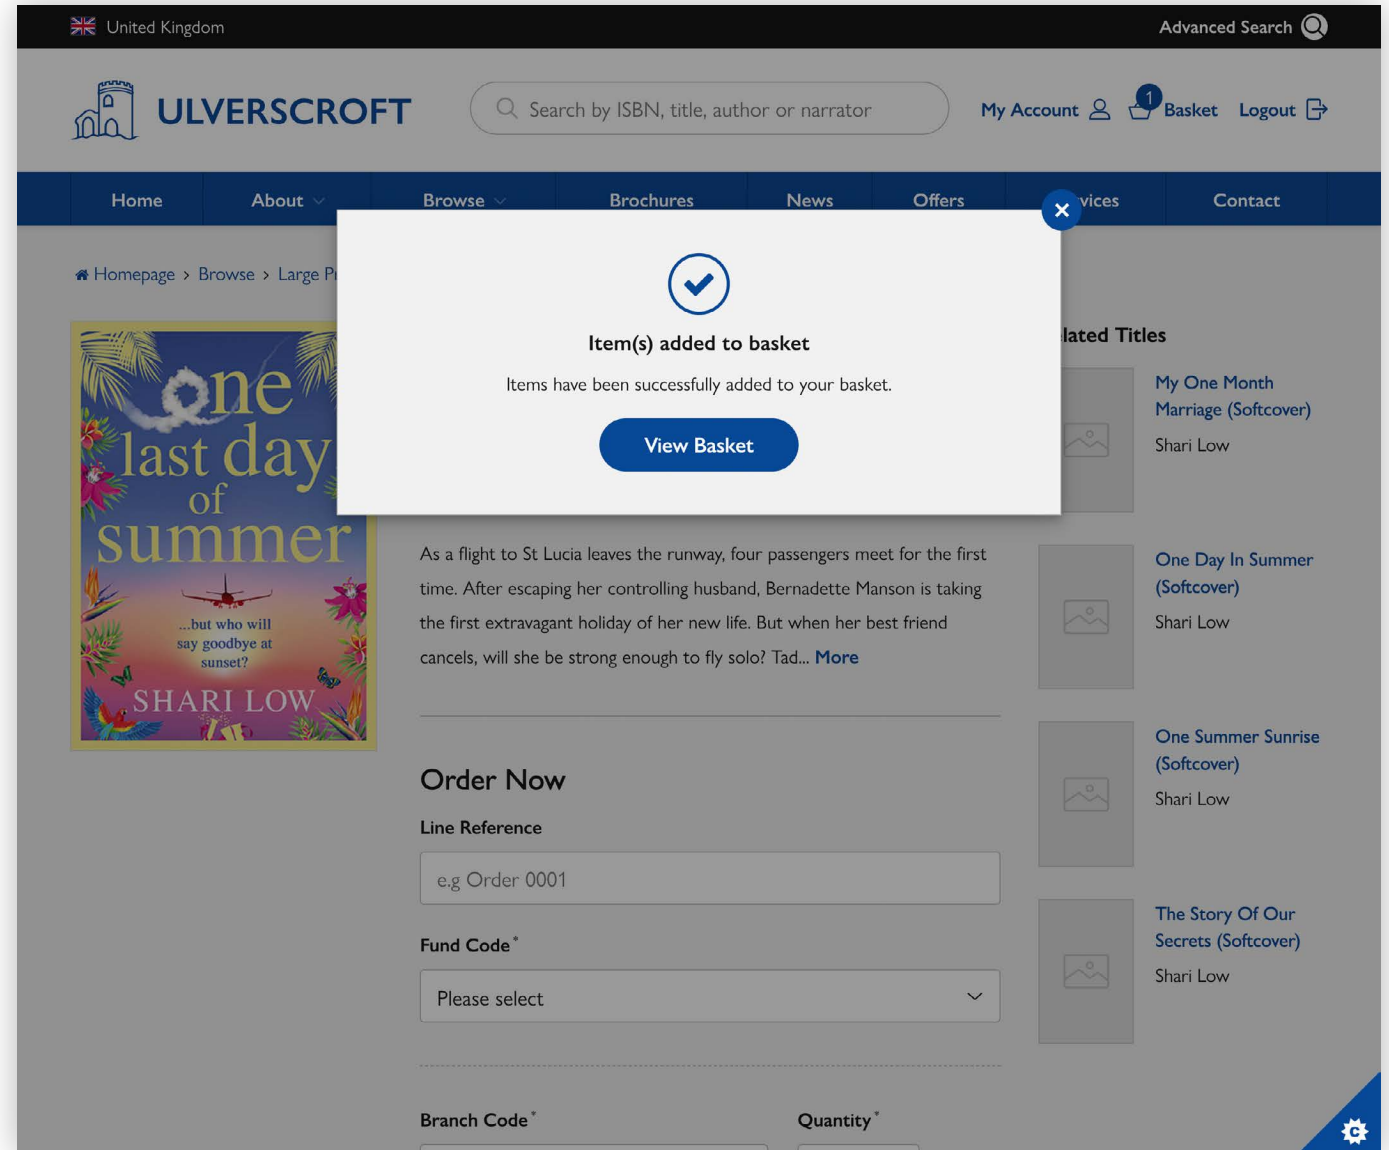 United Kingdom
Advanced Search
ULVERSCROFT
Search by ISBN, title, author or narrator
My Account
1
Basket
Logout
Home
About
Browse
Brochures
News
Offers
vices
Contact
Homepage > Browse > Large P
Item(s) added to basket
Items have been successfully added to your basket.
View Basket
one
last day
of
summer
...but who will
say goodbye at
sunset?
SHARI LOW
As a flight to St Lucia leaves the runway, four passengers meet for the first
time. After escaping her controlling husband, Bernadette Manson is taking
the first extravagant holiday of her new life. But when her best friend
cancels, will she be strong enough to fly solo? Tad... More
Order Now
Line Reference
e.g Order 0001
Fund Code*
Please select
Branch Code*
Quantity*
lated Titles
My One Month
Marriage (Softcover)
Shari Low
One Day In Summer
(Softcover)
Shari Low
One Summer Sunrise
(Softcover)
Shari Low
The Story Of Our
Secrets (Softcover)
Shari Low
C